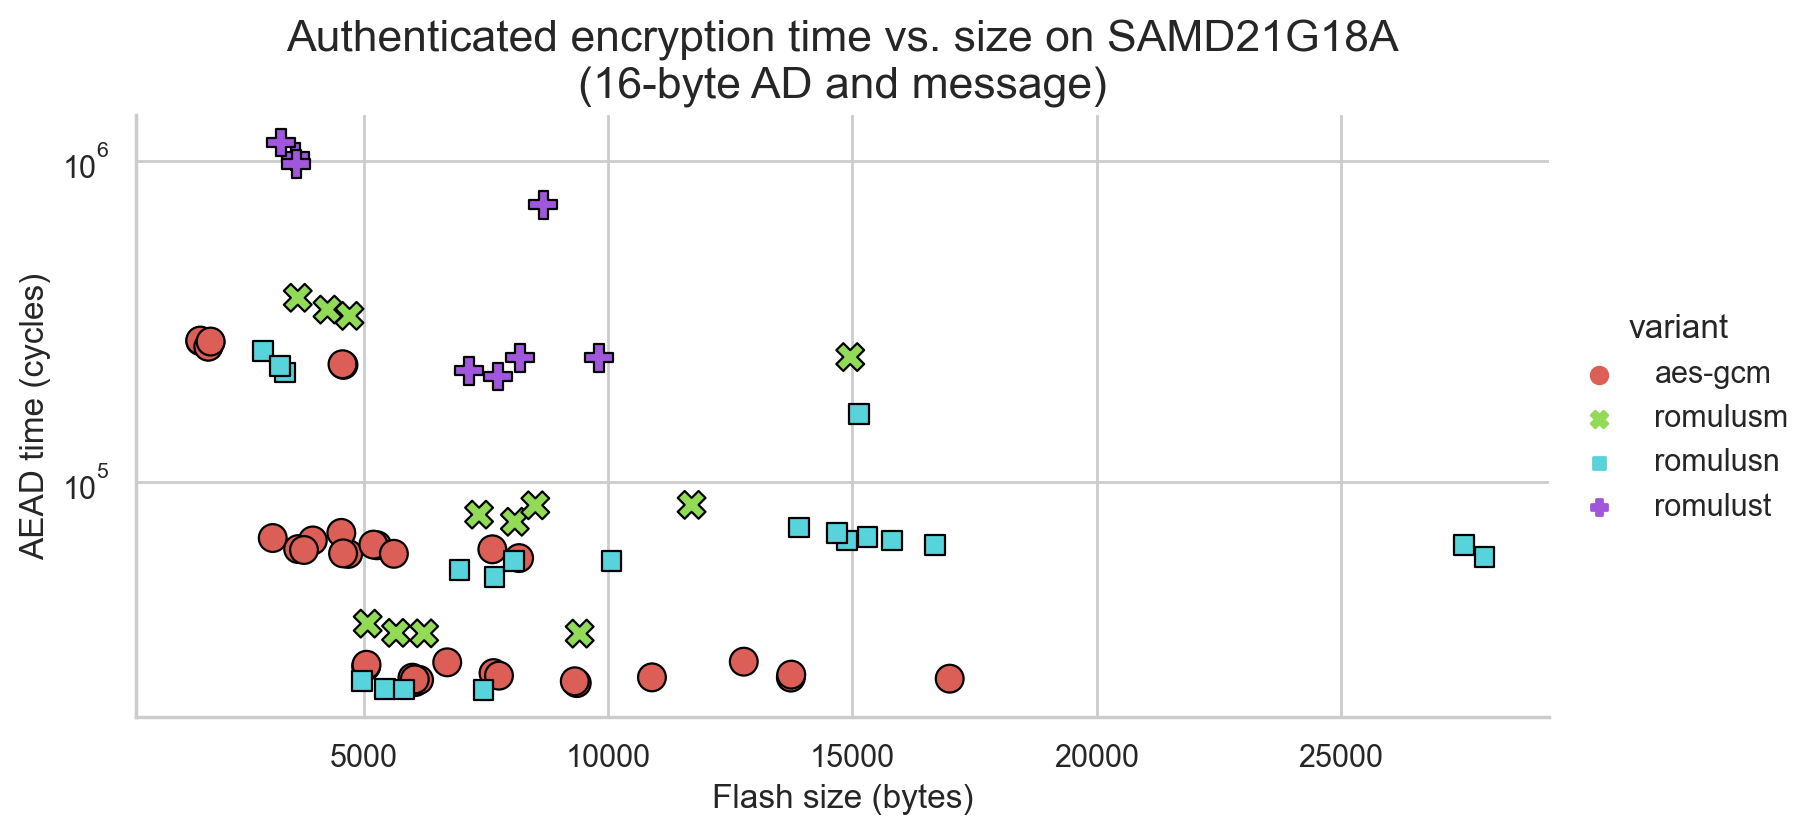 Authenticated encryption time vs. size on SAMD21G18A
(16-byte AD and message)
10⁶
10⁵
AEAD time (cycles)
5000
10000
15000
20000
25000
Flash size (bytes)
variant
aes-gcm
romulusm
romulusn
romulust